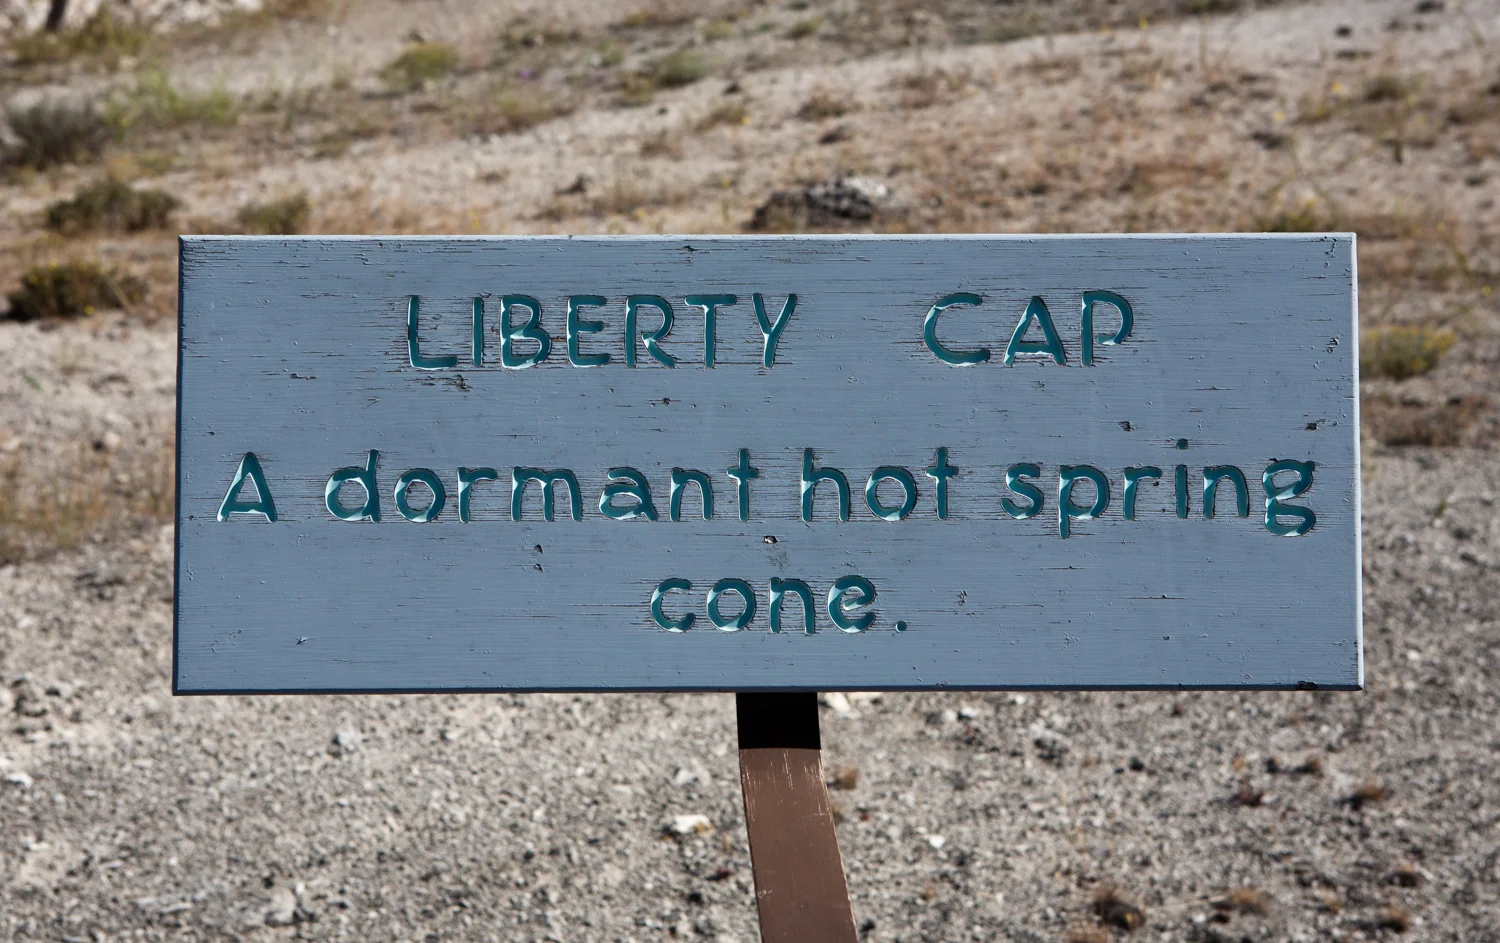 LIBERTY CAP
A dormant hot spring
cone.